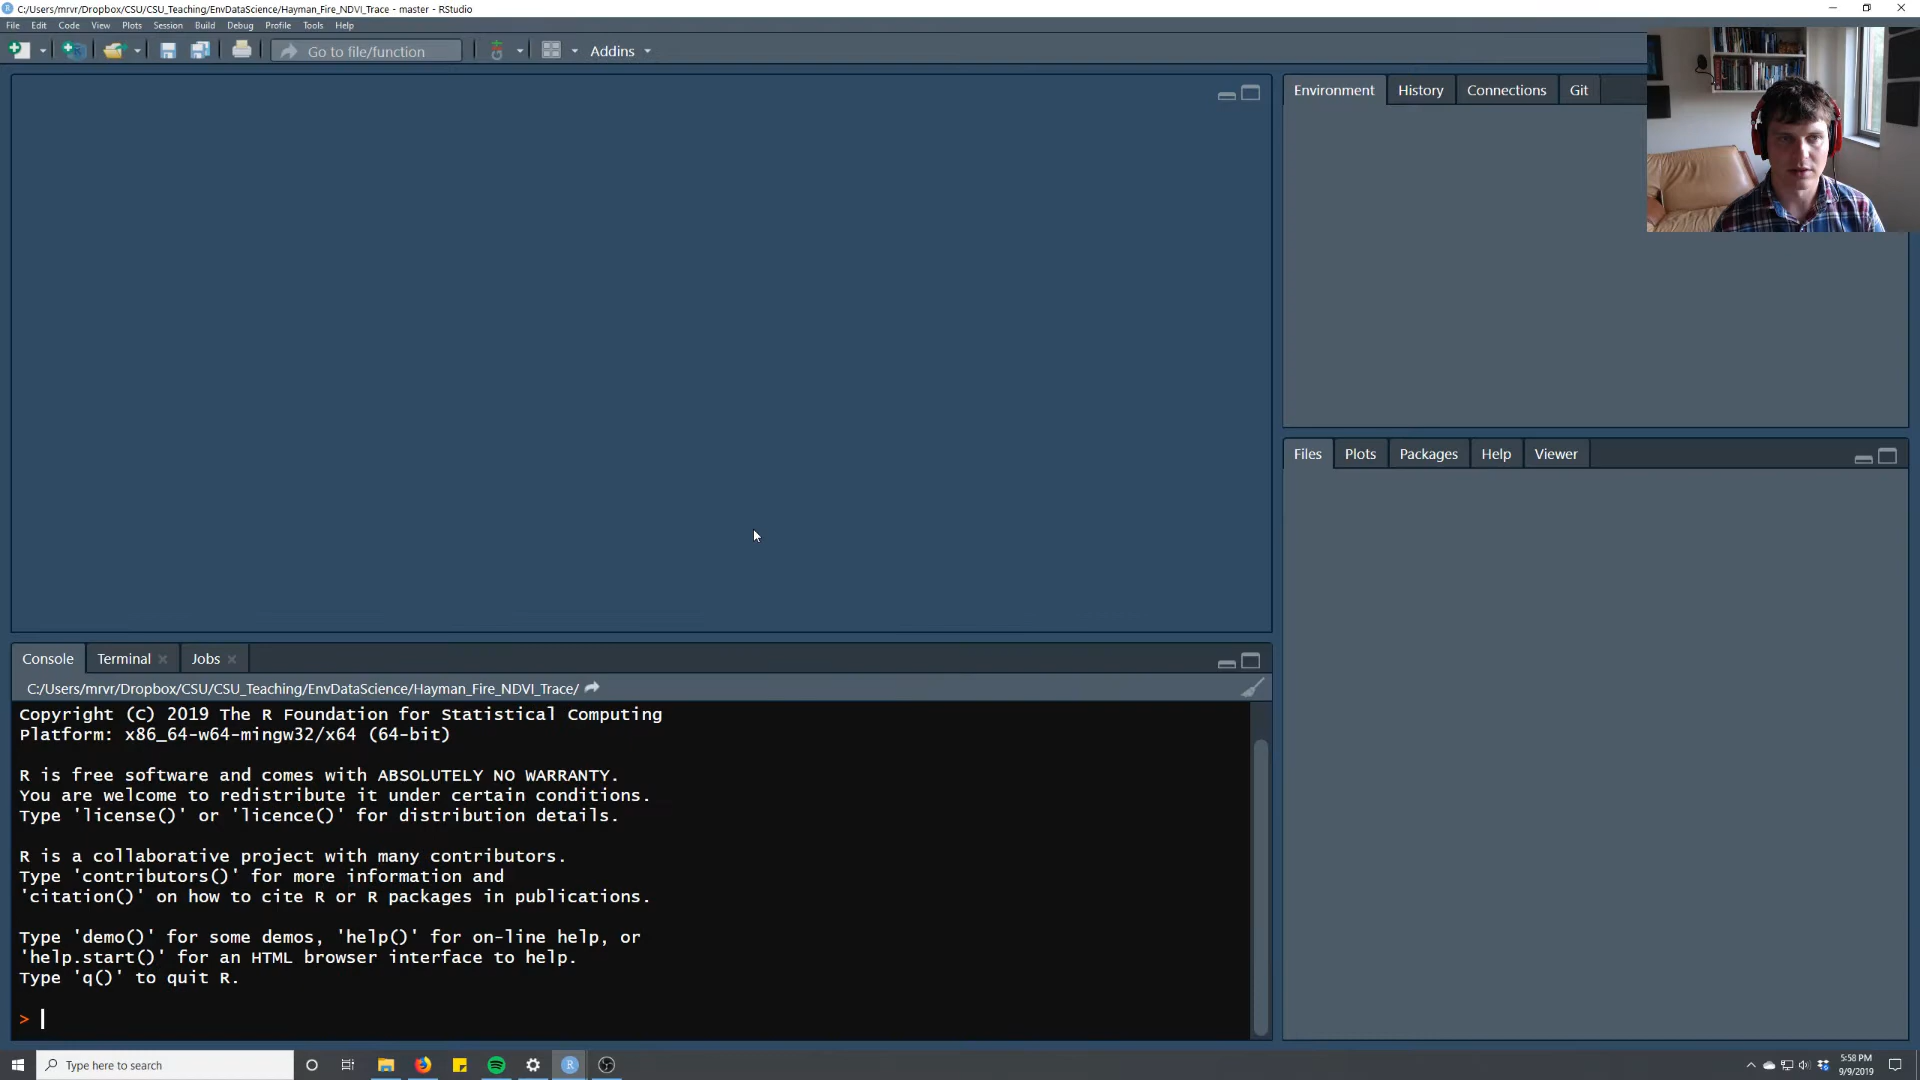 C:/Users/mrvr/Dropbox/CSU/CSU_Teaching/EnvDataScience/Hayman_Fire_NDVI_Trace - master - RStudio
File Edit Code View Plots Session Build Debug Profile Tools Help
Go to file/function Addins
Environment History Connections Git
Files Plots Packages Help Viewer
Console Terminal Jobs
C:/Users/mrvr/Dropbox/CSU/CSU_Teaching/EnvDataScience/Hayman_Fire_NDVI_Trace/
Copyright (C) 2019 The R Foundation for Statistical Computing
Platform: x86_64-w64-mingw32/x64 (64-bit)
R is free software and comes with ABSOLUTELY NO WARRANTY.
You are welcome to redistribute it under certain conditions.
Type 'license()' or 'licence()' for distribution details.
R is a collaborative project with many contributors.
Type 'contributors()' for more information and
'citation()' on how to cite R or R packages in publications.
Type 'demo()' for some demos, 'help()' for on-line help, or
'help.start()' for an HTML browser interface to help.
Type 'q()' to quit R.
>
Type here to search
5:58 PM
9/9/2019